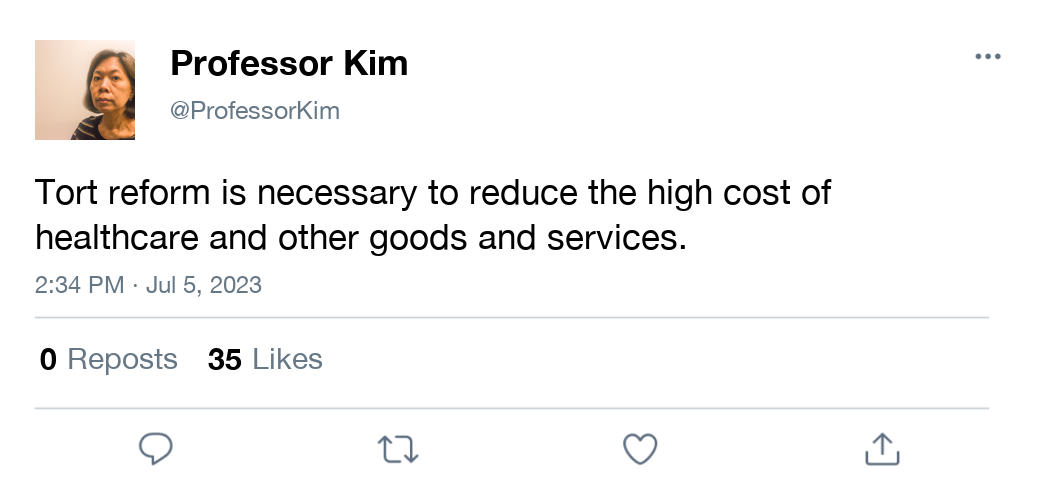 Professor Kim
@ProfessorKim
Tort reform is necessary to reduce the high cost of
healthcare and other goods and services.
2:34 PM · Jul 5, 2023
0 Reposts 35 Likes